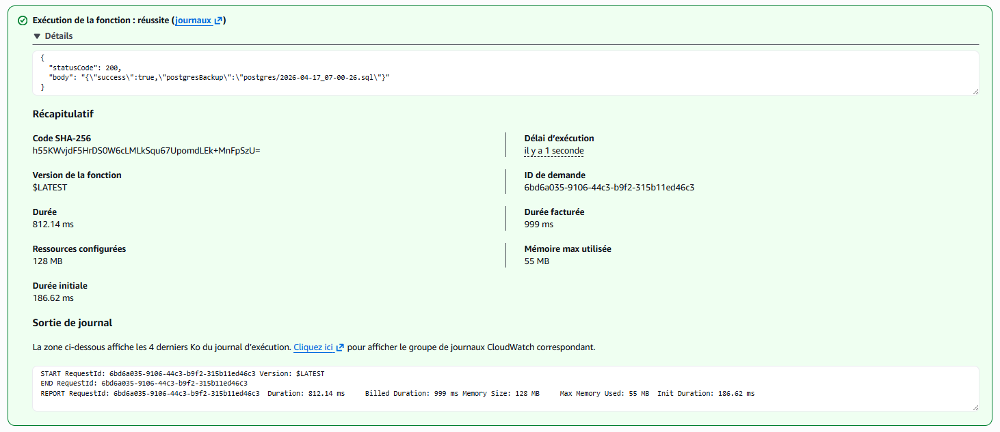 Exécution de la fonction : réussite (journaux)
Détails
{
"statusCode": 200,
"body": "{\"success\":true,\"postgresBackup\":\"postgres/2026-04-17_07-00-26.sql\"}"
}
Récapitulatif
Code SHA-256
h55KWvjdF5HrDS0W6cLMLkSqu67UpomdLEk+MnFpSzU=
Délai d’exécution
il y a 1 seconde
Version de la fonction
$LATEST
ID de demande
6bd6a035-9106-44c3-b9f2-315b11ed46c3
Durée
812.14 ms
Durée facturée
999 ms
Ressources configurées
128 MB
Mémoire max utilisée
55 MB
Durée initiale
186.62 ms
Sortie de journal
La zone ci-dessous affiche les 4 derniers Ko du journal d’exécution. Cliquez ici pour afficher le groupe de journaux CloudWatch correspondant.
START RequestId: 6bd6a035-9106-44c3-b9f2-315b11ed46c3 Version: $LATEST
END RequestId: 6bd6a035-9106-44c3-b9f2-315b11ed46c3
REPORT RequestId: 6bd6a035-9106-44c3-b9f2-315b11ed46c3 Duration: 812.14 ms Billed Duration: 999 ms Memory Size: 128 MB Max Memory Used: 55 MB Init Duration: 186.62 ms